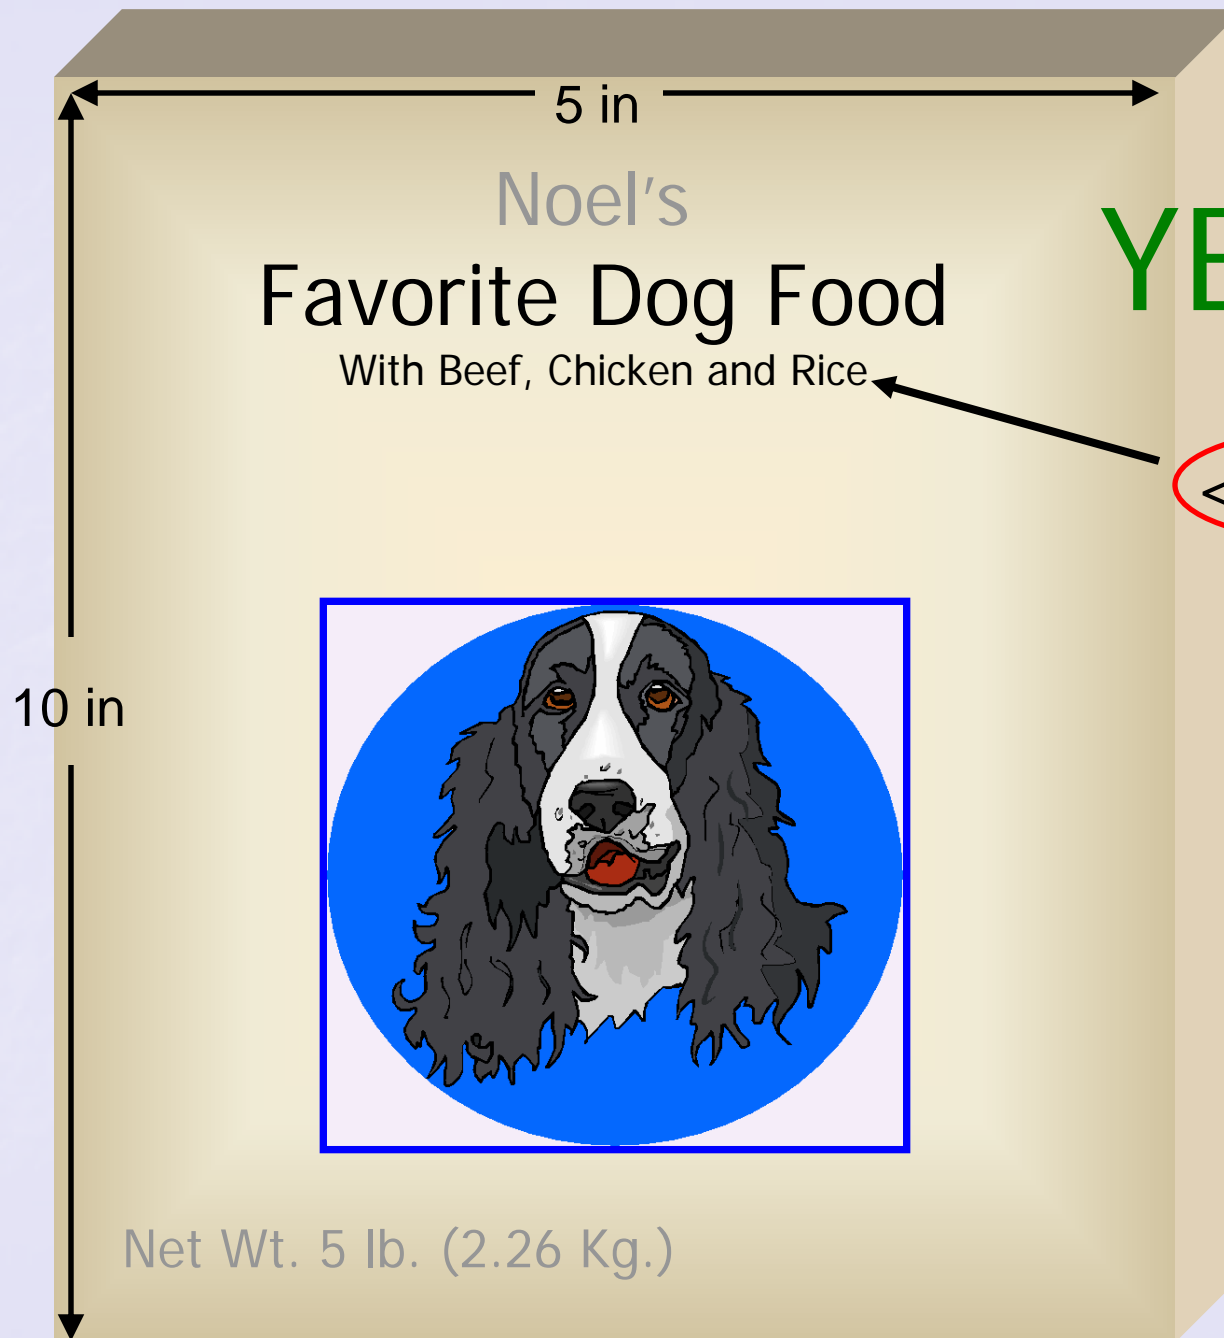 5 in
Noel's
Favorite Dog Food
With Beef, Chicken and Rice
<
10 in
Net Wt. 5 lb. (2.26 Kg.)